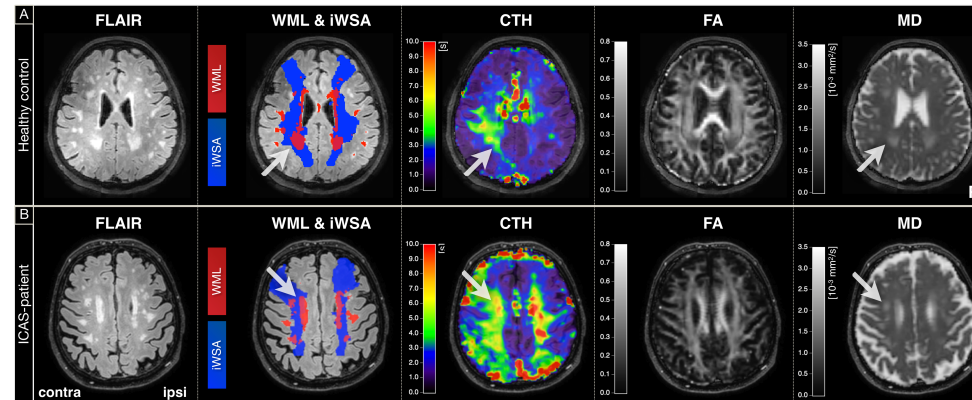 A
FLAIR
WML & iWSA
CTH
FA
MD
Healthy control
WML
iWSA
10.0
9.0
8.0
7.0
6.0
5.0
4.0
3.0
2.0
1.0
0.0
[s]
0.8
0.7
0.6
0.5
0.4
0.3
0.2
0.1
0.0
3.5
3.0
2.5
2.0
1.5
1.0
0.5
0.0
[10⁻³ mm²/s]
B
FLAIR
WML & iWSA
CTH
FA
MD
ICAS-patient
contra
ipsi
WML
iWSA
10.0
9.0
8.0
7.0
6.0
5.0
4.0
3.0
2.0
1.0
0.0
0.8
0.7
0.6
0.5
0.4
0.3
0.2
0.1
0.0
3.5
3.0
2.5
2.0
1.5
1.0
0.5
0.0
[10⁻³ mm²/s]